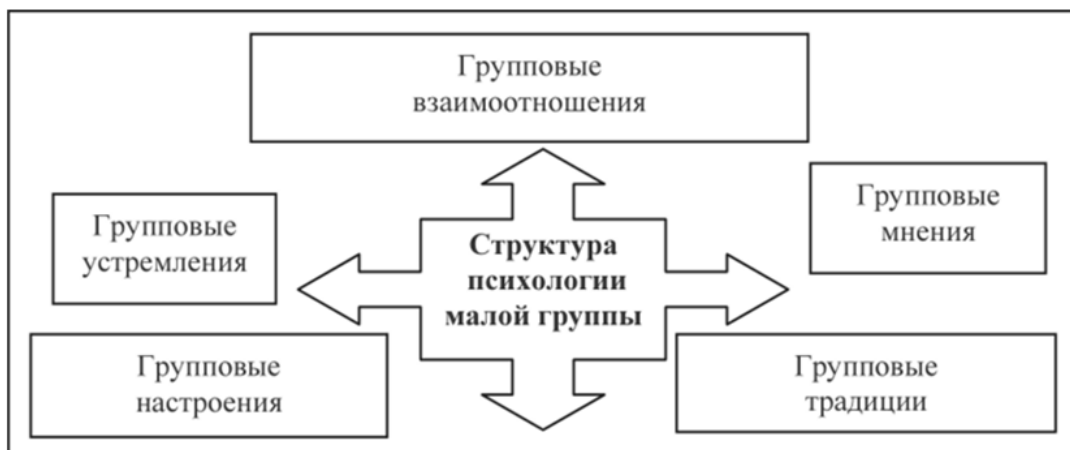 Групповые
взаимоотношения
Групповые
устремления
Структура
психологии
малой группы
Групповые
мнения
Групповые
настроения
Групповые
традиции